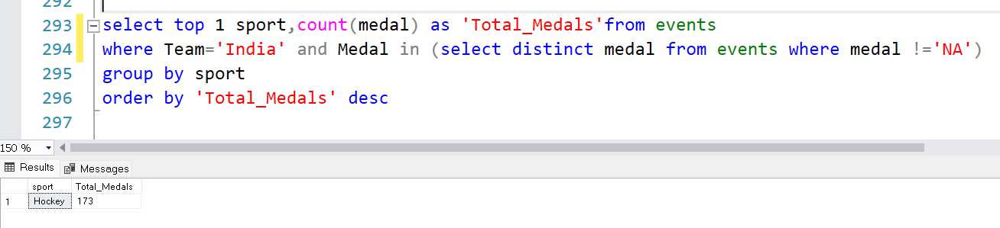 292
293 select top 1 sport,count(medal) as 'Total_Medals'from events
294 where Team='India' and Medal in (select distinct medal from events where medal !='NA')
295 group by sport
296 order by 'Total_Medals' desc
297
150 %
Results Messages
sport Total_Medals
1 Hockey 173